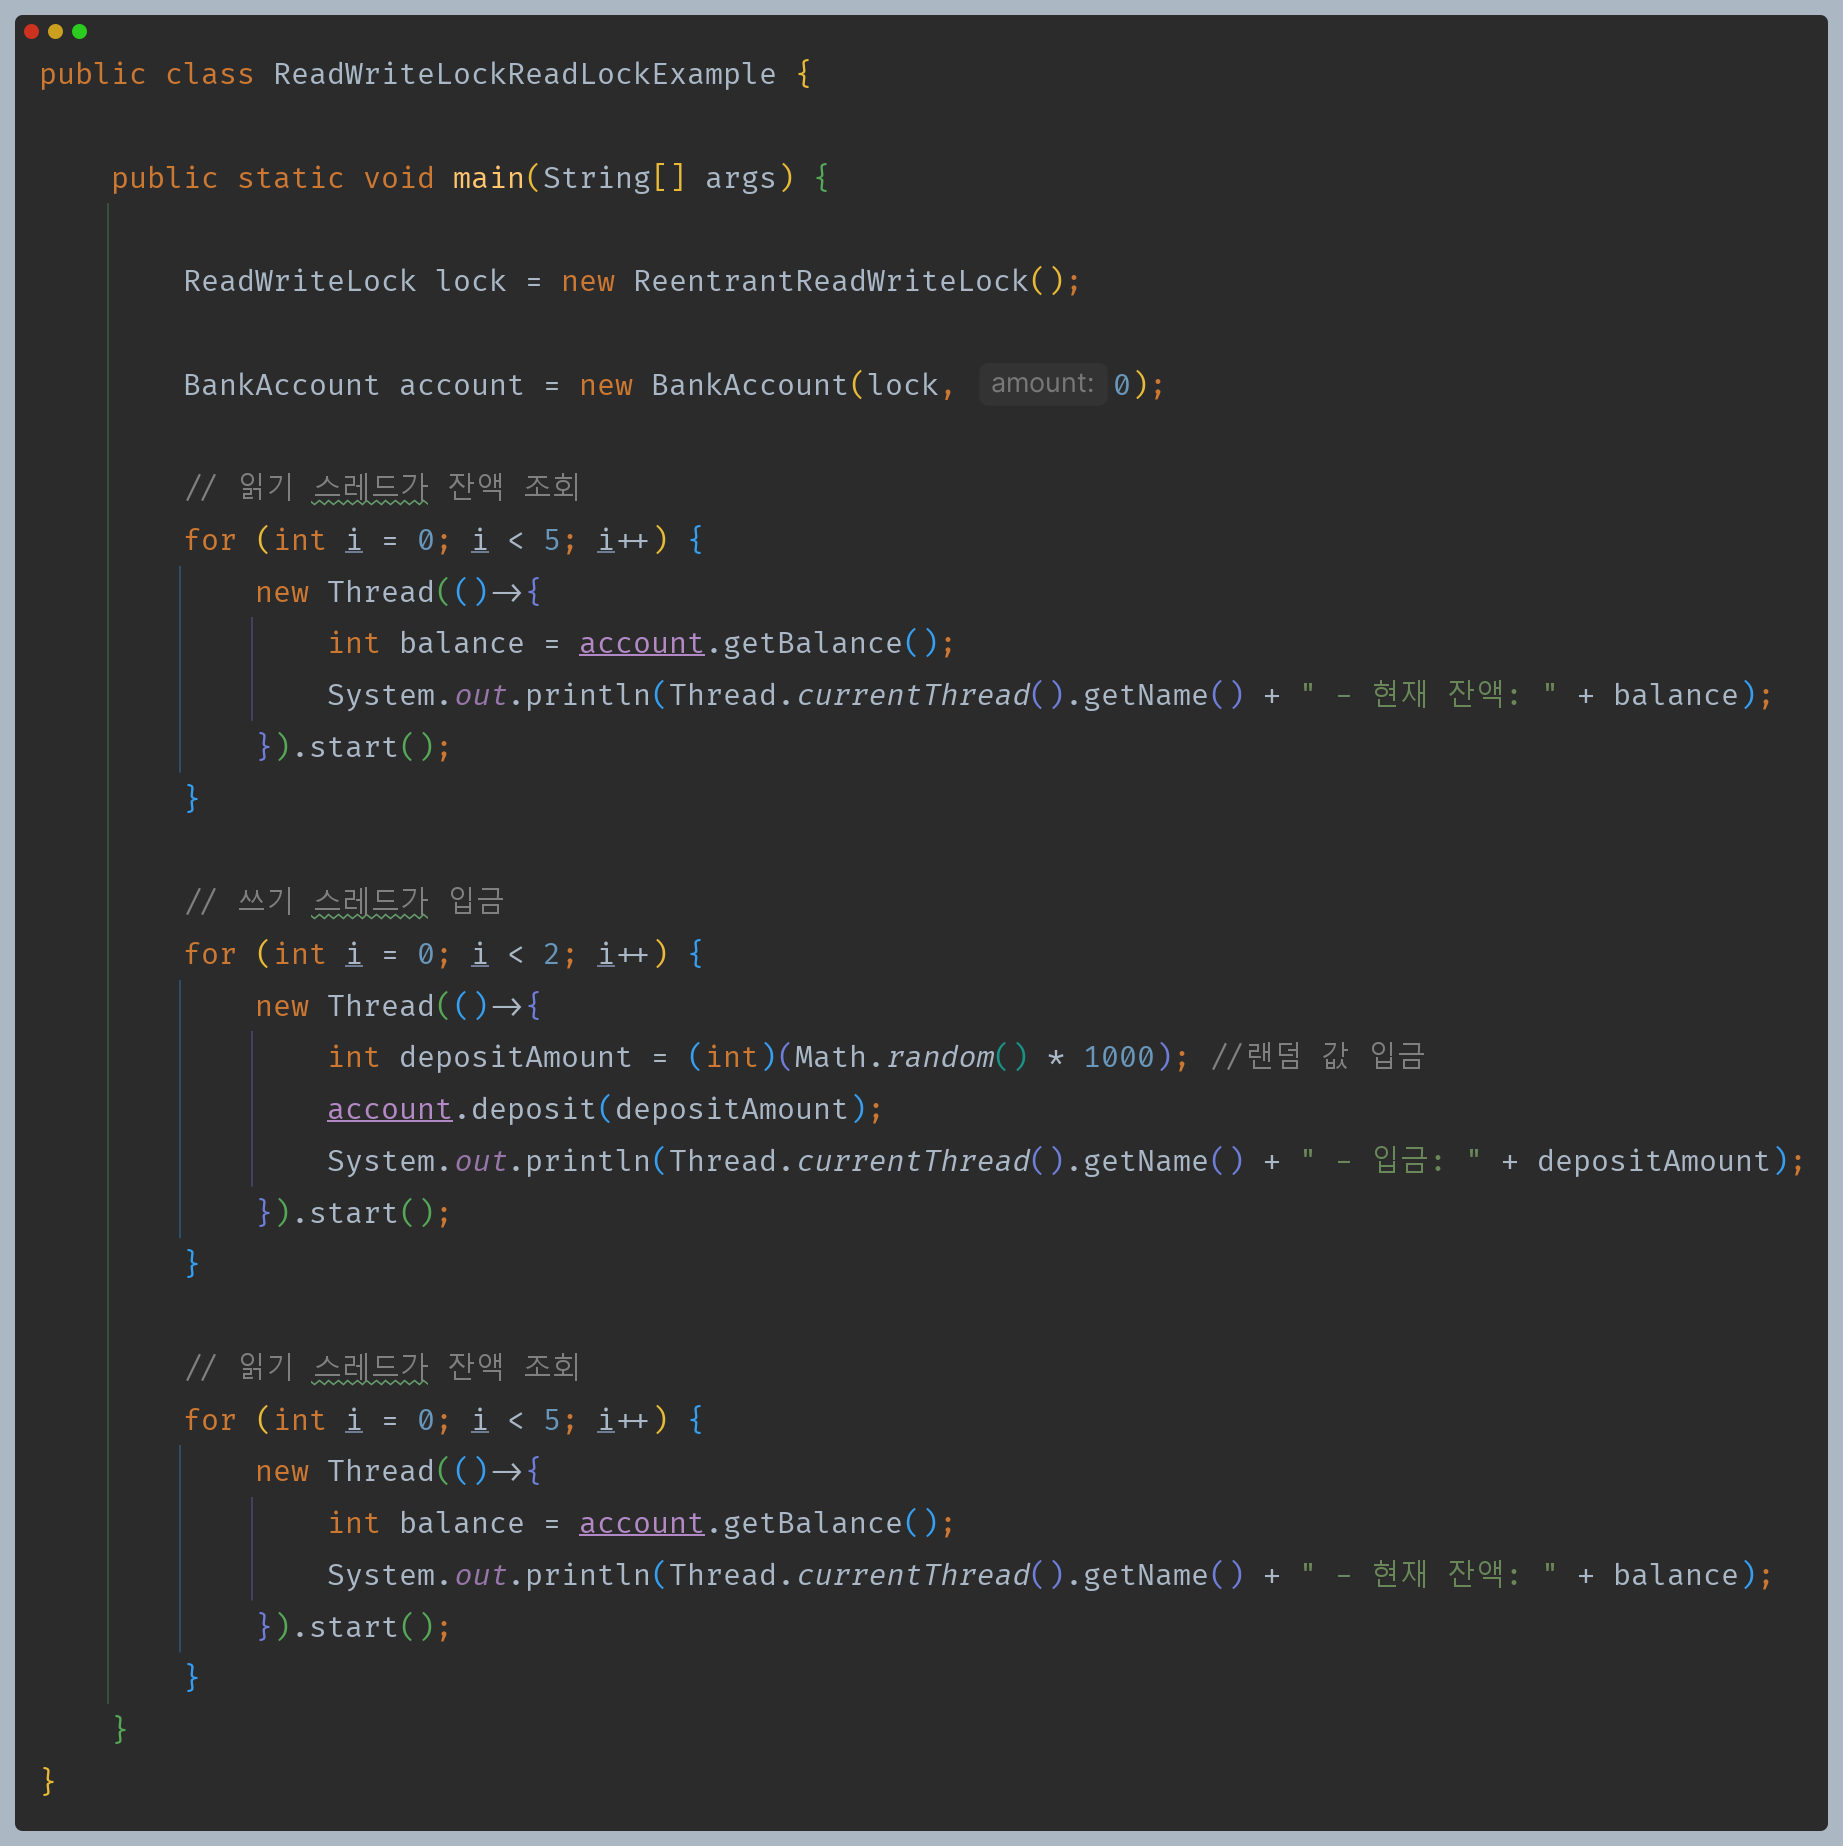 public class ReadWriteLockReadLockExample {
public static void main(String[] args) {
ReadWriteLock lock = new ReentrantReadWriteLock();
BankAccount account = new BankAccount(lock, amount: 0);
// 읽기 스레드가 잔액 조회
for (int i = 0; i < 5; i++) {
new Thread(()->{
int balance = account.getBalance();
System.out.println(Thread.currentThread().getName() + " - 현재 잔액: " + balance);
}).start();
}
// 쓰기 스레드가 입금
for (int i = 0; i < 2; i++) {
new Thread(()->{
int depositAmount = (int)(Math.random() * 1000); //랜덤 값 입금
account.deposit(depositAmount);
System.out.println(Thread.currentThread().getName() + " - 입금: " + depositAmount);
}).start();
}
// 읽기 스레드가 잔액 조회
for (int i = 0; i < 5; i++) {
new Thread(()->{
int balance = account.getBalance();
System.out.println(Thread.currentThread().getName() + " - 현재 잔액: " + balance);
}).start();
}
}
}